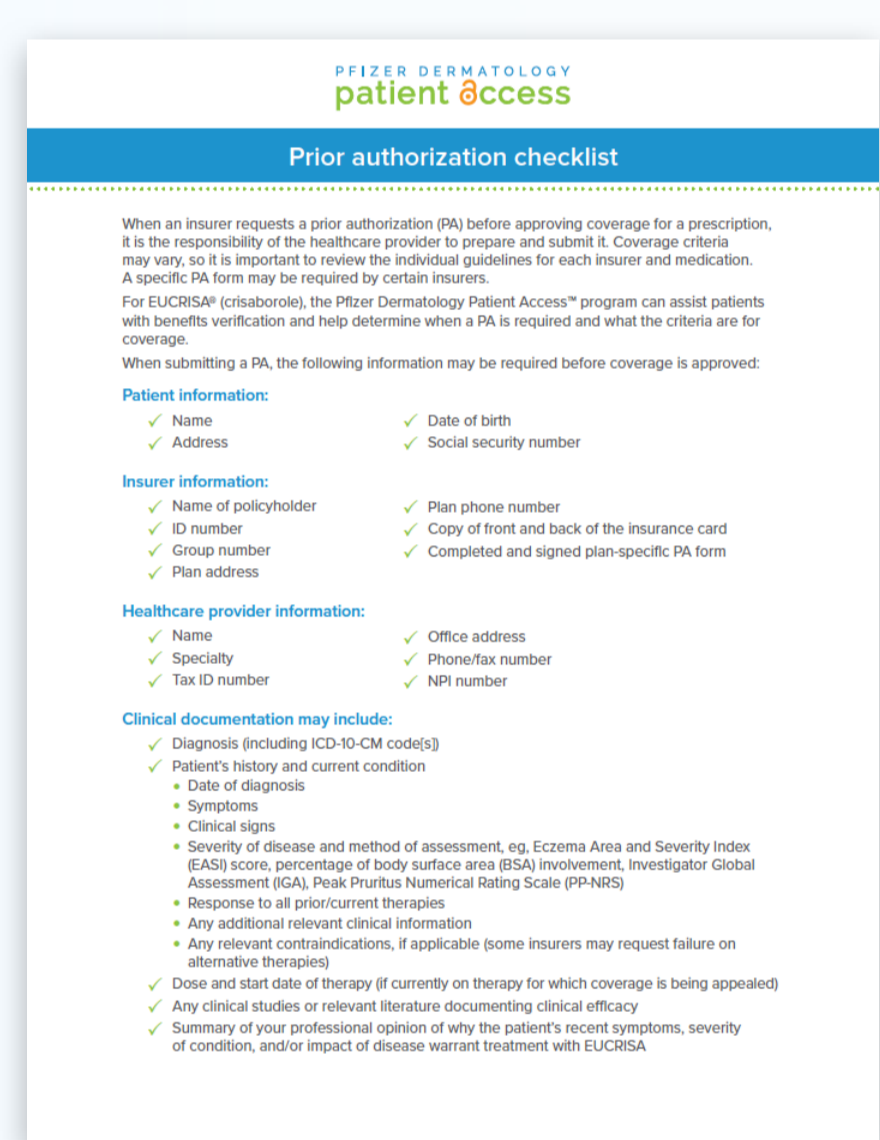 PFIZER DERMATOLOGY
patient access
Prior authorization checklist
When an insurer requests a prior authorization (PA) before approving coverage for a prescription,
it is the responsibility of the healthcare provider to prepare and submit it. Coverage criteria
may vary, so it is important to review the individual guidelines for each insurer and medication.
A specific PA form may be required by certain insurers.
For EUCRISA® (crisaborole), the Pfizer Dermatology Patient Access™ program can assist patients
with benefits verification and help determine when a PA is required and what the criteria are for
coverage.
When submitting a PA, the following information may be required before coverage is approved:
Patient information:
✓ Name
✓ Address
✓ Date of birth
✓ Social security number
Insurer information:
✓ Name of policyholder
✓ ID number
✓ Group number
✓ Plan address
✓ Plan phone number
✓ Copy of front and back of the insurance card
✓ Completed and signed plan-specific PA form
Healthcare provider information:
✓ Name
✓ Specialty
✓ Tax ID number
✓ Office address
✓ Phone/fax number
✓ NPI number
Clinical documentation may include:
✓ Diagnosis (including ICD-10-CM code[s])
✓ Patient's history and current condition
• Date of diagnosis
• Symptoms
• Clinical signs
• Severity of disease and method of assessment, eg, Eczema Area and Severity Index
(EASI) score, percentage of body surface area (BSA) involvement, Investigator Global
Assessment (IGA), Peak Pruritus Numerical Rating Scale (PP-NRS)
• Response to all prior/current therapies
• Any additional relevant clinical information
• Any relevant contraindications, if applicable (some insurers may request failure on
alternative therapies)
✓ Dose and start date of therapy (if currently on therapy for which coverage is being appealed)
✓ Any clinical studies or relevant literature documenting clinical efficacy
✓ Summary of your professional opinion of why the patient's recent symptoms, severity
of condition, and/or impact of disease warrant treatment with EUCRISA